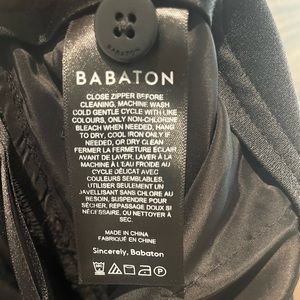 BABATON
BABATON
CLOSE ZIPPER BEFORE
CLEANING, MACHINE WASH
COLD GENTLE CYCLE WITH LIKE
COLOURS, ONLY NON-CHLORINE
BLEACH WHEN NEEDED, HANG
TO DRY, COOL IRON ONLY IF
NEEDED, OR DRY CLEAN
FERMER LA FERMETURE ÉCLAIR
AVANT DE LAVER, LAVER À LA
MACHINE À L'EAU FROIDE AU
CYCLE DÉLICAT AVEC
COULEURS SEMBLABLES,
UTILISER SEULEMENT UN
JAVELLISANT SANS CHLORE AU
BESOIN, SUSPENDRE POUR
SÉCHER, REPASSAGE DOUX SI
NÉCESSAIRE, OU NETTOYER À
SEC.
MADE IN CHINA
FABRIQUÉ EN CHINE
Sincerely, Babaton